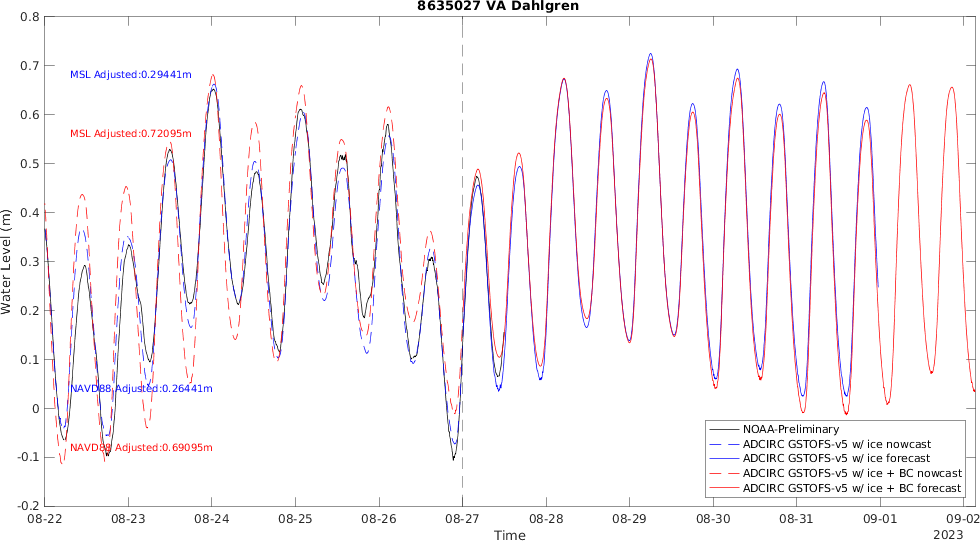 8635027 VA Dahlgren
0.8
0.7
0.6
0.5
0.4
0.3
0.2
0.1
0
-0.1
-0.2
Water Level (m)
MSL Adjusted:0.29441m
MSL Adjusted:0.72095m
NAVD88 Adjusted:0.26441m
NAVD88 Adjusted:0.69095m
NOAA-Preliminary
ADCIRC GSTOFS-v5 w/ ice nowcast
ADCIRC GSTOFS-v5 w/ ice forecast
ADCIRC GSTOFS-v5 w/ ice + BC nowcast
ADCIRC GSTOFS-v5 w/ ice + BC forecast
08-22 08-23 08-24 08-25 08-26 08-27 08-28 08-29 08-30 08-31 09-01 09-02
Time
2023